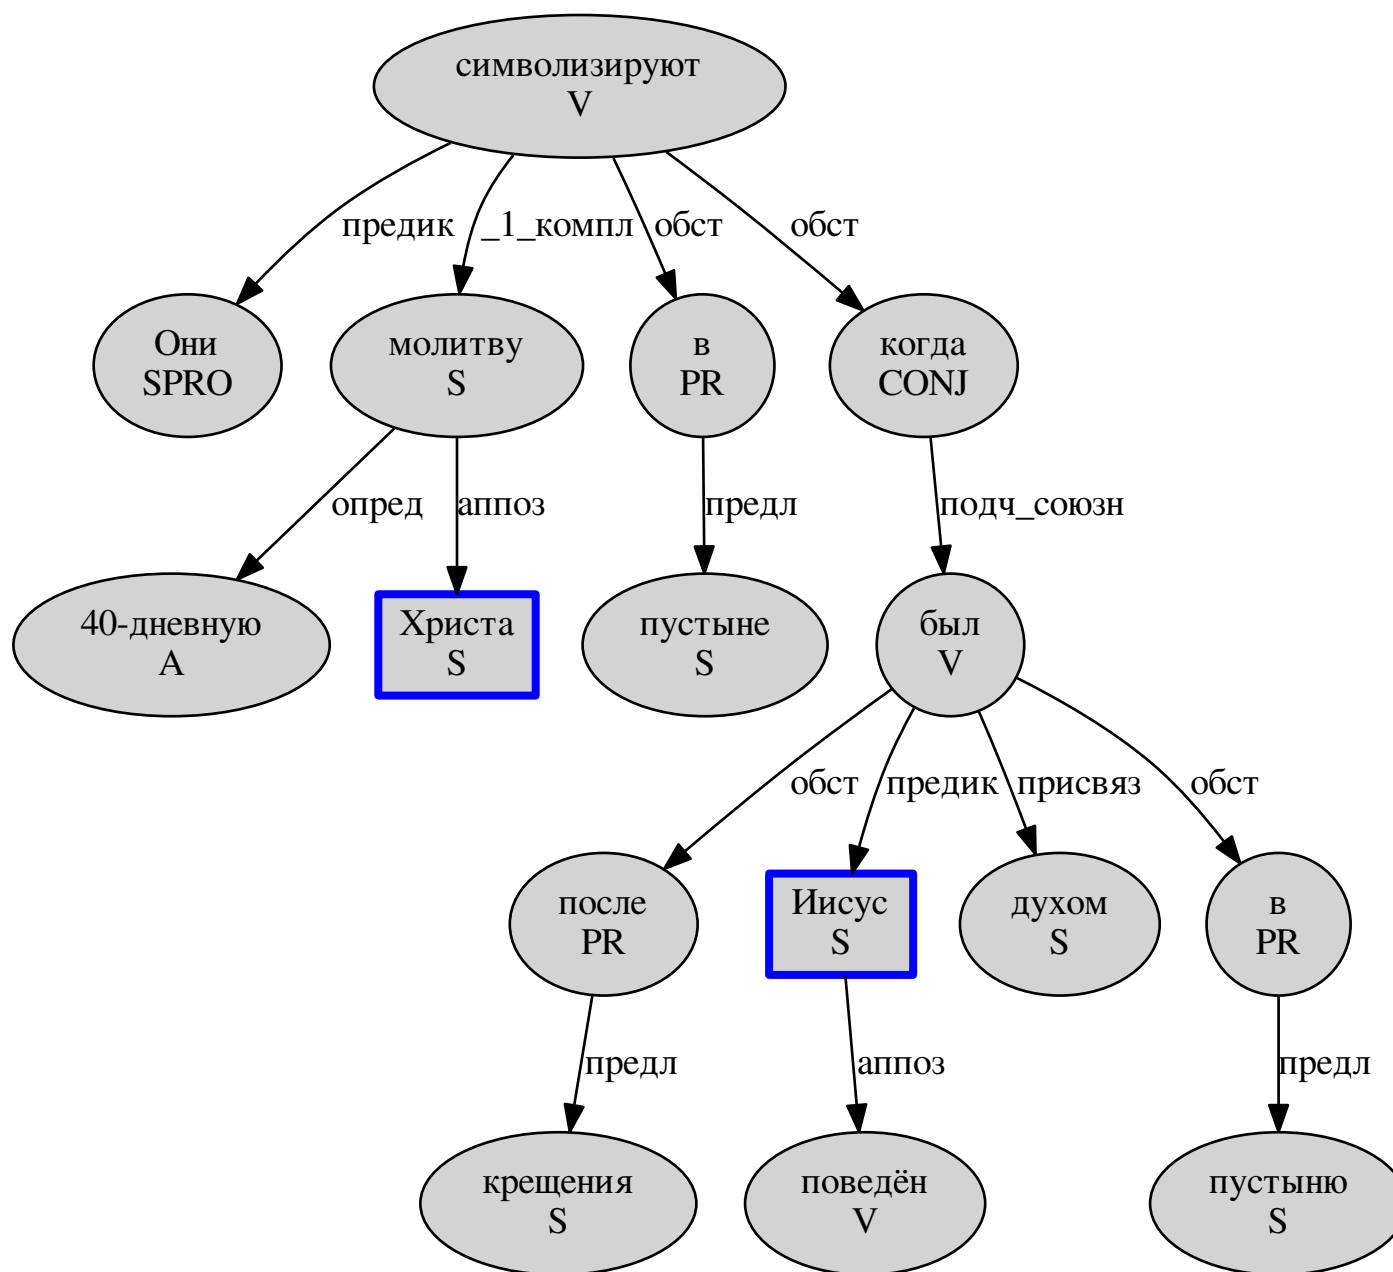 символизируют
V
предик
_1_компл
обст
обст
Они
SPRO
молитву
S
в
PR
когда
CONJ
опред
аппоз
предл
подч_союзн
40-дневную
A
Христа
S
пустыне
S
был
V
обст
предик
присвяз
обст
после
PR
Иисус
S
духом
S
в
PR
предл
аппоз
предл
крещения
S
поведён
V
пустыню
S